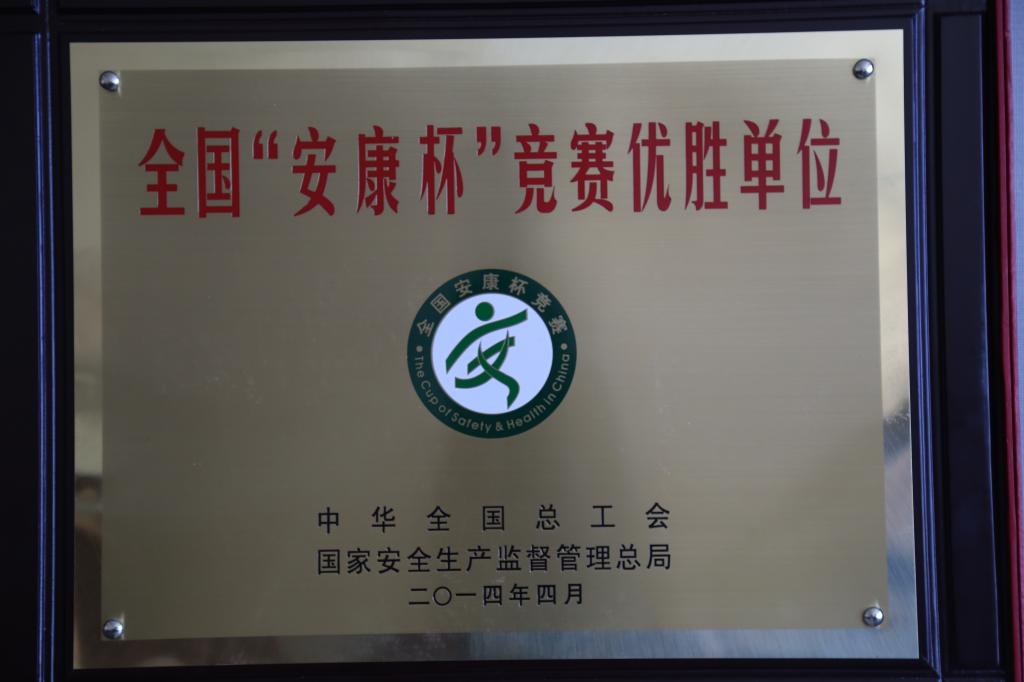 全国“安康杯”竞赛优胜单位
全国安康杯竞赛
The Cup of Safety & Health in China
中华全国总工会
国家安全生产监督管理总局
二〇一四年四月